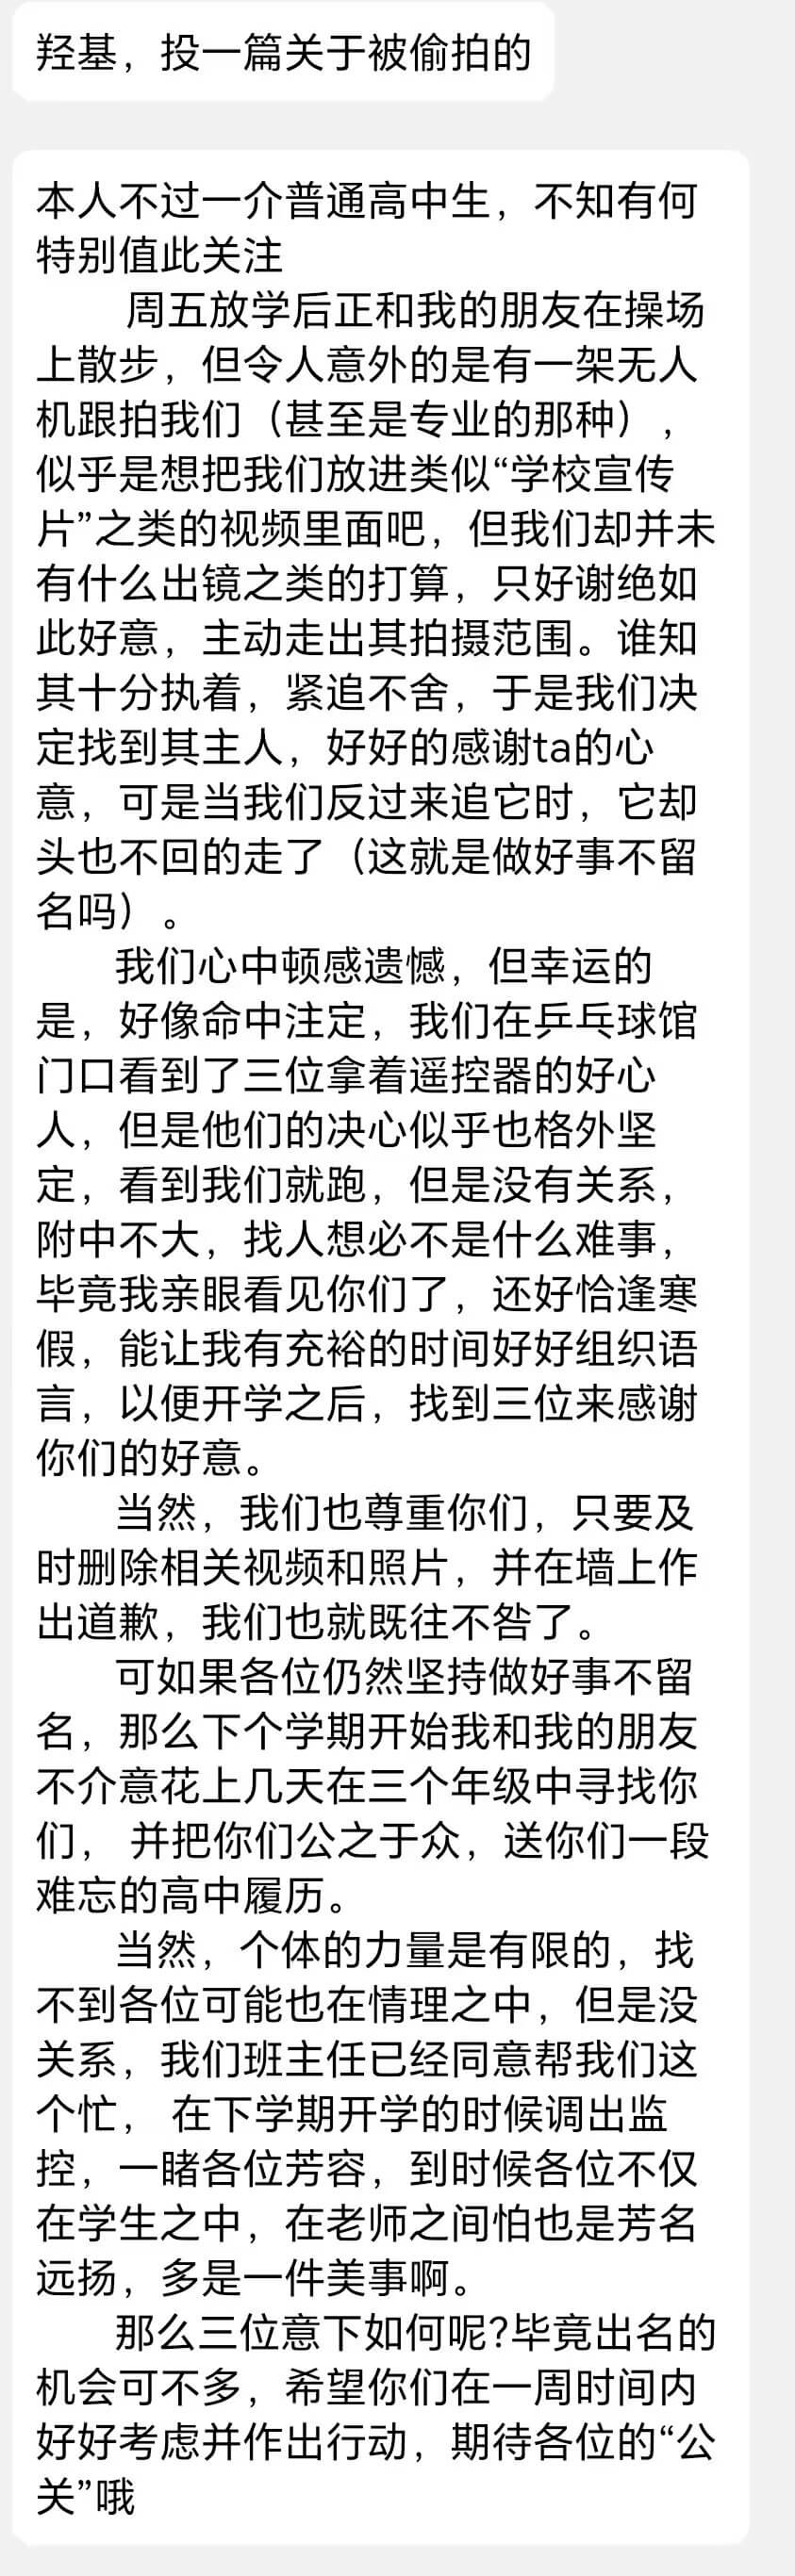 羟基，投一篇关于被偷拍的
本人不过一介普通高中生，不知有何
特别值此关注
周五放学后正和我的朋友在操场
上散步，但令人意外的是有一架无人
机跟拍我们（甚至是专业的那种），
似乎是想把我们放进类似“学校宣传
片”之类的视频里面吧，但我们却并未
有什么出镜之类的打算，只好谢绝如
此好意，主动走出其拍摄范围。谁知
其十分执着，紧追不舍，于是我们决
定找到其主人，好好的感谢ta的心
意，可是当我们反过来追它时，它却
头也不回的走了（这就是做好事不留
名吗）。
我们心中顿感遗憾，但幸运的
是，好像命中注定，我们在乒乓球馆
门口看到了三位拿着遥控器的好心
人，但是他们的决心似乎也格外坚
定，看到我们就跑，但是没有关系，
附中不大，找人想必不是什么难事，
毕竟我亲眼看见你们了，还好恰逢寒
假，能让我有充裕的时间好好组织语
言，以便开学之后，找到三位来感谢
你们的好意。
当然，我们也尊重你们，只要及
时删除相关视频和照片，并在墙上作
出道歉，我们也就既往不咎了。
可如果各位仍然坚持做好事不留
名，那么下个学期开始我和我的朋友
不介意花上几天在三个年级中寻找你
们， 并把你们公之于众，送你们一段
难忘的高中履历。
当然，个体的力量是有限的，找
不到各位可能也在情理之中，但是没
关系，我们班主任已经同意帮我们这
个忙， 在下学期开学的时候调出监
控，一睹各位芳容，到时候各位不仅
在学生之中，在老师之间怕也是芳名
远扬，多是一件美事啊。
那么三位意下如何呢?毕竟出名的
机会可不多，希望你们在一周时间内
好好考虑并作出行动，期待各位的“公
关”哦